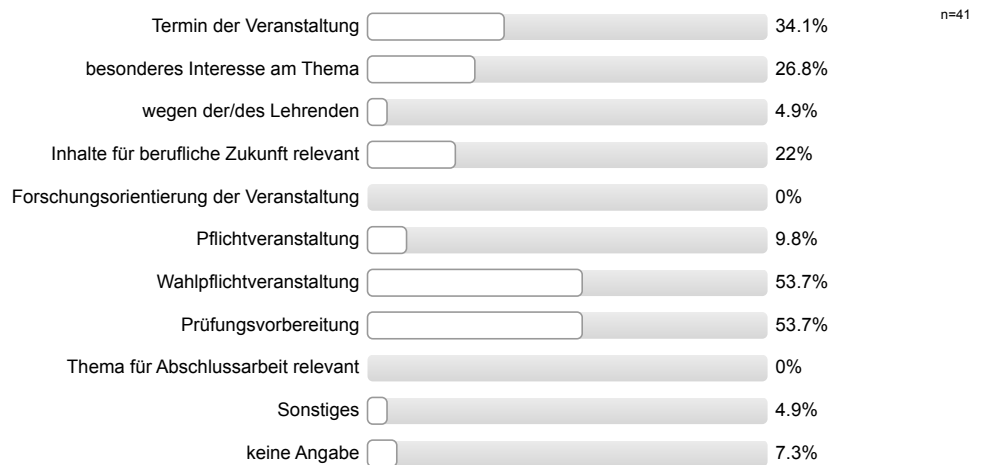 n=41
Termin der Veranstaltung 34.1%
besonderes Interesse am Thema 26.8%
wegen der/des Lehrenden 4.9%
Inhalte für berufliche Zukunft relevant 22%
Forschungsorientierung der Veranstaltung 0%
Pflichtveranstaltung 9.8%
Wahlpflichtveranstaltung 53.7%
Prüfungsvorbereitung 53.7%
Thema für Abschlussarbeit relevant 0%
Sonstiges 4.9%
keine Angabe 7.3%